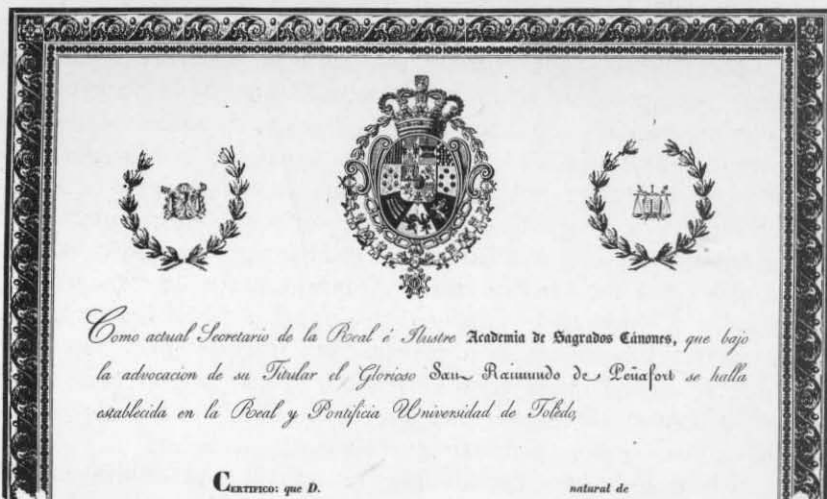 Como actual Secretario de la Real é Ilustre Academia de Sagrados Cánones, que bajo
la advocacion de su Titular el Glorioso San Raimundo de Peñafort se halla
establecida en la Real y Pontificia Universidad de Toledo,
CERTIFICO: que D. natural de